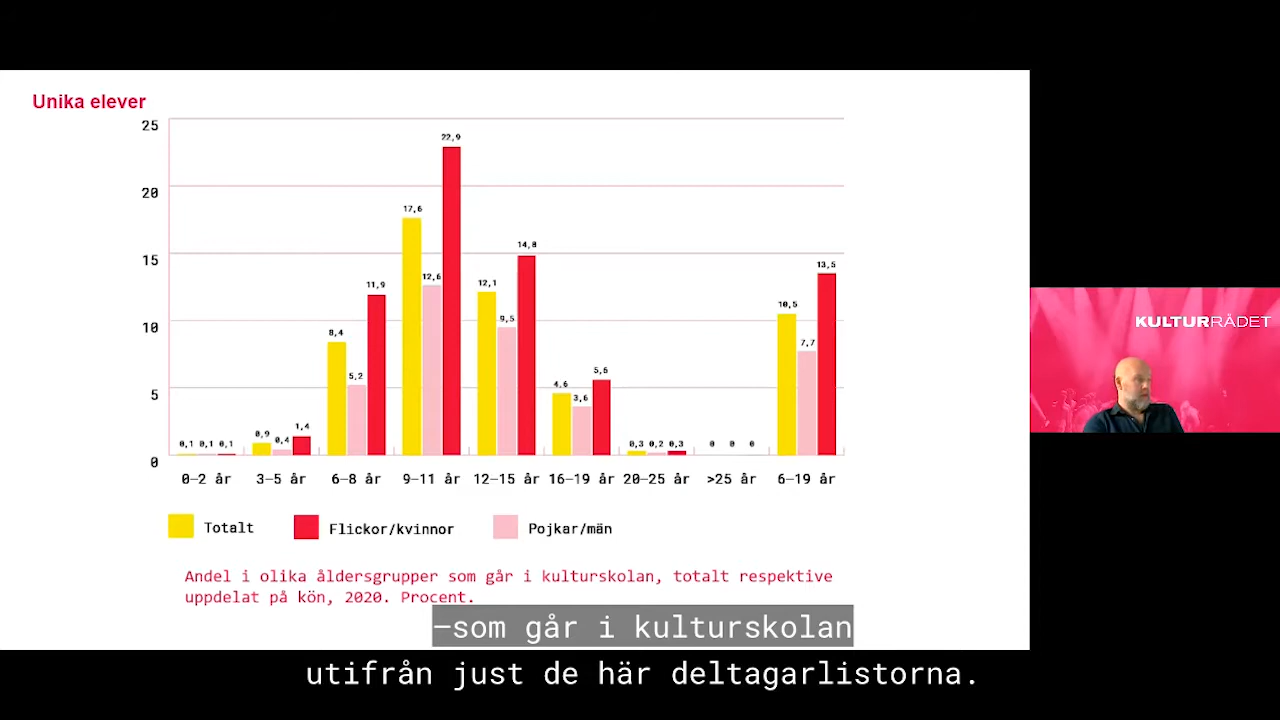 Unika elever
25
20
15
10
5
0
0,1 0,1 0,1
0,9 0,4 1,4
8,4 5,2 11,9
17,6 12,6 22,9
12,1 9,5 14,8
4,6 3,6 5,6
0,3 0,2 0,3
0 0 0
10,5 7,7 13,5
0–2 år 3–5 år 6–8 år 9–11 år 12–15 år 16–19 år 20–25 år >25 år 6–19 år
Totalt Flickor/kvinnor Pojkar/män
Andel i olika åldersgrupper som går i kulturskolan, totalt respektive
uppdelat på kön, 2020. Procent.
KULTURRÅDET
–som går i kulturskolan
utifrån just de här deltagarlistorna.